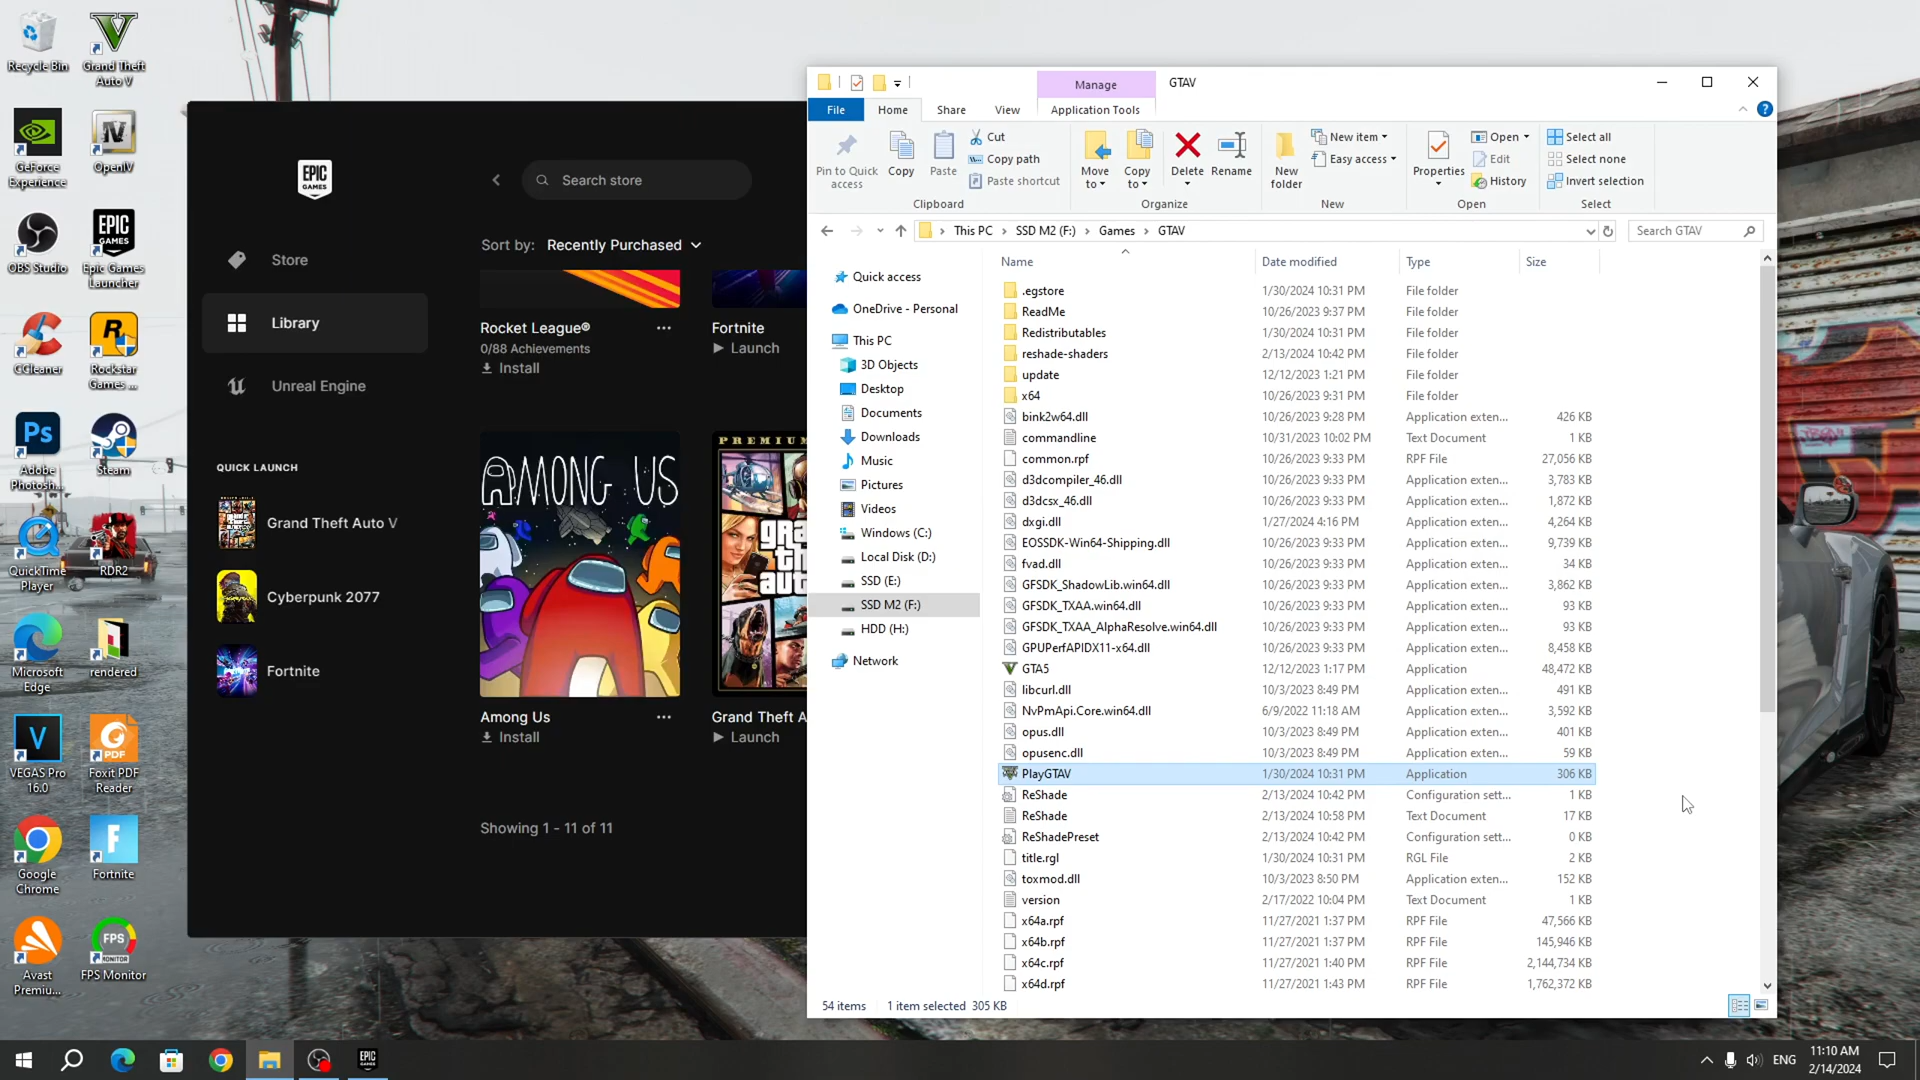 Recycle Bin
Grand Theft
Auto V
GeForce
Experience
OpenIV
OBS Studio
EPIC
GAMES
Epic Games
Launcher
CCleaner
Rockstar
Games ...
Ps
Adobe
Photosh...
Steam
QuickTime
Player
RDR2
Microsoft
Edge
rendered
V
VEGAS Pro
16.0
PDF
Foxit PDF
Reader
Google
Chrome
F
Fortnite
Avast
Premiu...
FPS
MONITOR
FPS Monitor
EPIC
GAMES
Search store
Store
Library
Unreal Engine
QUICK LAUNCH
Grand Theft Auto V
Cyberpunk 2077
Fortnite
Sort by: Recently Purchased
Rocket League®
0/88 Achievements
Install
Fortnite
Launch
AMONG US
PREMIUM
Among Us
Install
Grand Theft A
Launch
Showing 1 - 11 of 11
Manage
GTAV
File
Home
Share
View
Application Tools
Pin to Quick
access
Copy
Paste
Cut
Copy path
Paste shortcut
Clipboard
Move
to
Copy
to
Delete
Rename
Organize
New
folder
New item
Easy access
New
Properties
Open
Edit
History
Open
Select all
Select none
Invert selection
Select
This PC
SSD M2 (F:)
Games
GTAV
Search GTAV
Quick access
OneDrive - Personal
This PC
3D Objects
Desktop
Documents
Downloads
Music
Pictures
Videos
Windows (C:)
Local Disk (D:)
SSD (E:)
SSD M2 (F:)
HDD (H:)
Network
Name Date modified Type Size
.egstore 1/30/2024 10:31 PM File folder
ReadMe 10/26/2023 9:37 PM File folder
Redistributables 1/30/2024 10:31 PM File folder
reshade-shaders 2/13/2024 10:42 PM File folder
update 12/12/2023 1:21 PM File folder
x64 10/26/2023 9:31 PM File folder
bink2w64.dll 10/26/2023 9:28 PM Application exten... 426 KB
commandline 10/31/2023 10:02 PM Text Document 1 KB
common.rpf 10/26/2023 9:33 PM RPF File 27,056 KB
d3dcompiler_46.dll 10/26/2023 9:33 PM Application exten... 3,783 KB
d3dcsx_46.dll 10/26/2023 9:33 PM Application exten... 1,872 KB
dxgi.dll 1/27/2024 4:16 PM Application exten... 4,264 KB
EOSSDK-Win64-Shipping.dll 10/26/2023 9:33 PM Application exten... 9,739 KB
fvad.dll 10/26/2023 9:33 PM Application exten... 34 KB
GFSDK_ShadowLib.win64.dll 10/26/2023 9:33 PM Application exten... 3,862 KB
GFSDK_TXAA.win64.dll 10/26/2023 9:33 PM Application exten... 93 KB
GFSDK_TXAA_AlphaResolve.win64.dll 10/26/2023 9:33 PM Application exten... 93 KB
GPUPerfAPIDX11-x64.dll 10/26/2023 9:33 PM Application exten... 8,458 KB
GTA5 12/12/2023 1:17 PM Application 48,472 KB
libcurl.dll 10/3/2023 8:49 PM Application exten... 491 KB
NvPmApi.Core.win64.dll 6/9/2022 11:18 AM Application exten... 3,592 KB
opus.dll 10/3/2023 8:49 PM Application exten... 401 KB
opusenc.dll 10/3/2023 8:49 PM Application exten... 59 KB
PlayGTAV 1/30/2024 10:31 PM Application 306 KB
ReShade 2/13/2024 10:42 PM Configuration sett... 1 KB
ReShade 2/13/2024 10:58 PM Text Document 17 KB
ReShadePreset 2/13/2024 10:42 PM Configuration sett... 0 KB
title.rgl 1/30/2024 10:31 PM RGL File 2 KB
toxmod.dll 10/3/2023 8:50 PM Application exten... 152 KB
version 2/17/2022 10:04 PM Text Document 1 KB
x64a.rpf 11/27/2021 1:37 PM RPF File 47,566 KB
x64b.rpf 11/27/2021 1:37 PM RPF File 145,946 KB
x64c.rpf 11/27/2021 1:40 PM RPF File 2,144,734 KB
x64d.rpf 11/27/2021 1:43 PM RPF File 1,762,372 KB
54 items 1 item selected 305 KB
EPIC
GAMES
ENG
11:10 AM
2/14/2024